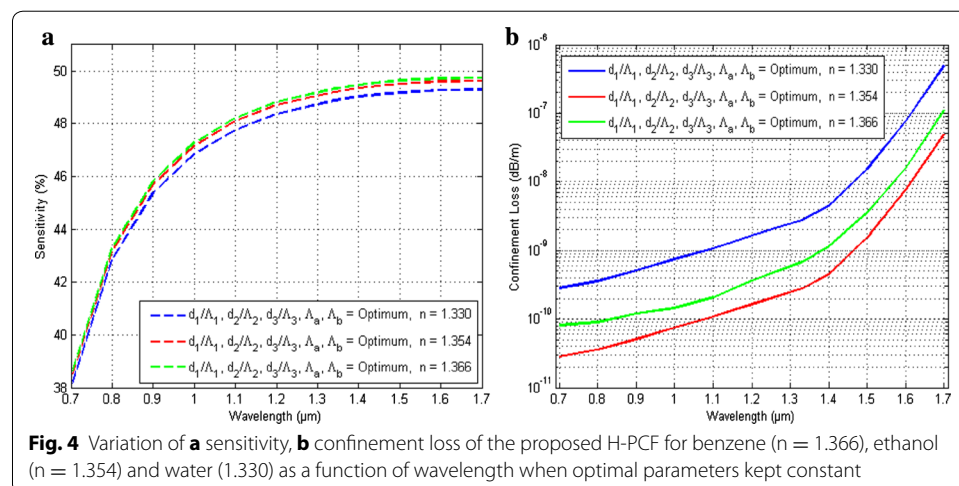 a
50
48
46
44
42
40
38
Sensitivity (%)
d1/Λ1, d2/Λ2, d3/Λ3, Λa, Λb = Optimum, n = 1.330
d1/Λ1, d2/Λ2, d3/Λ3, Λa, Λb = Optimum, n = 1.354
d1/Λ1, d2/Λ2, d3/Λ3, Λa, Λb = Optimum, n = 1.366
0.7 0.8 0.9 1.0 1.1 1.2 1.3 1.4 1.5 1.6 1.7
Wavelength (µm)
b
10^-6
10^-7
10^-8
10^-9
10^-10
10^-11
Confinement Loss (dB/m)
d1/Λ1, d2/Λ2, d3/Λ3, Λa, Λb = Optimum, n = 1.330
d1/Λ1, d2/Λ2, d3/Λ3, Λa, Λb = Optimum, n = 1.354
d1/Λ1, d2/Λ2, d3/Λ3, Λa, Λb = Optimum, n = 1.366
0.7 0.8 0.9 1 1.1 1.2 1.3 1.4 1.5 1.6 1.7
Wavelength (µm)
Fig. 4 Variation of a sensitivity, b confinement loss of the proposed H-PCF for benzene (n = 1.366), ethanol
(n = 1.354) and water (1.330) as a function of wavelength when optimal parameters kept constant